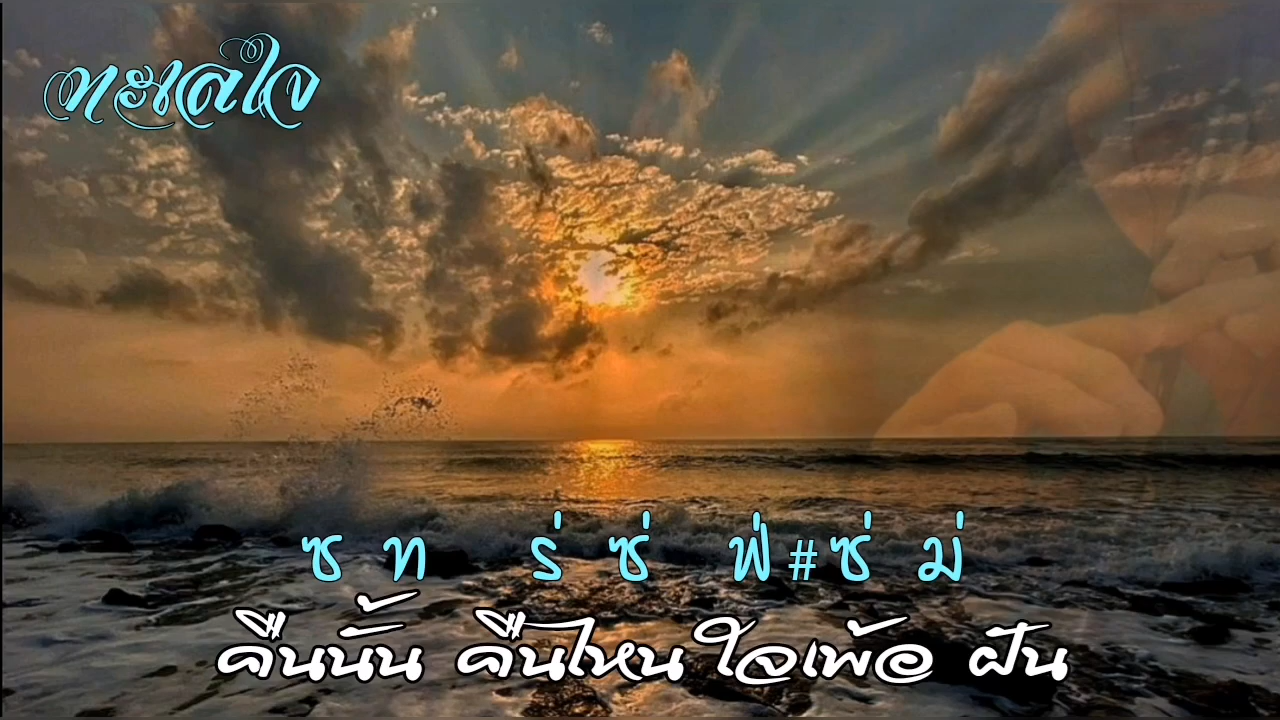 ทะเลใจ
ซ ท ร่ ซ่ ฟ่# ซ่ ม่
คืนนั้น คืนไหน ใจเพ้อ ฝัน